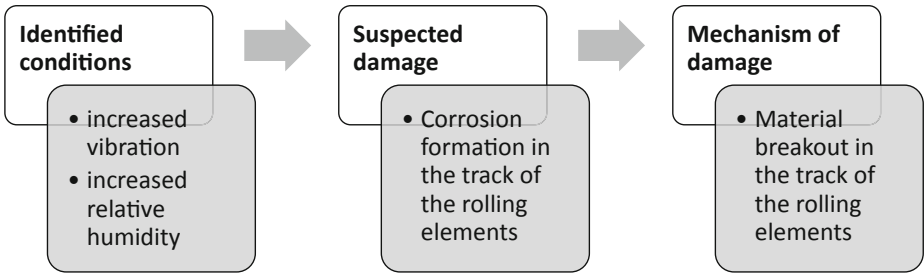 Identified
conditions
• increased
vibration
• increased
relative
humidity
Suspected
damage
• Corrosion
formation in
the track of
the rolling
elements
Mechanism of
damage
• Material
breakout in
the track of
the rolling
elements